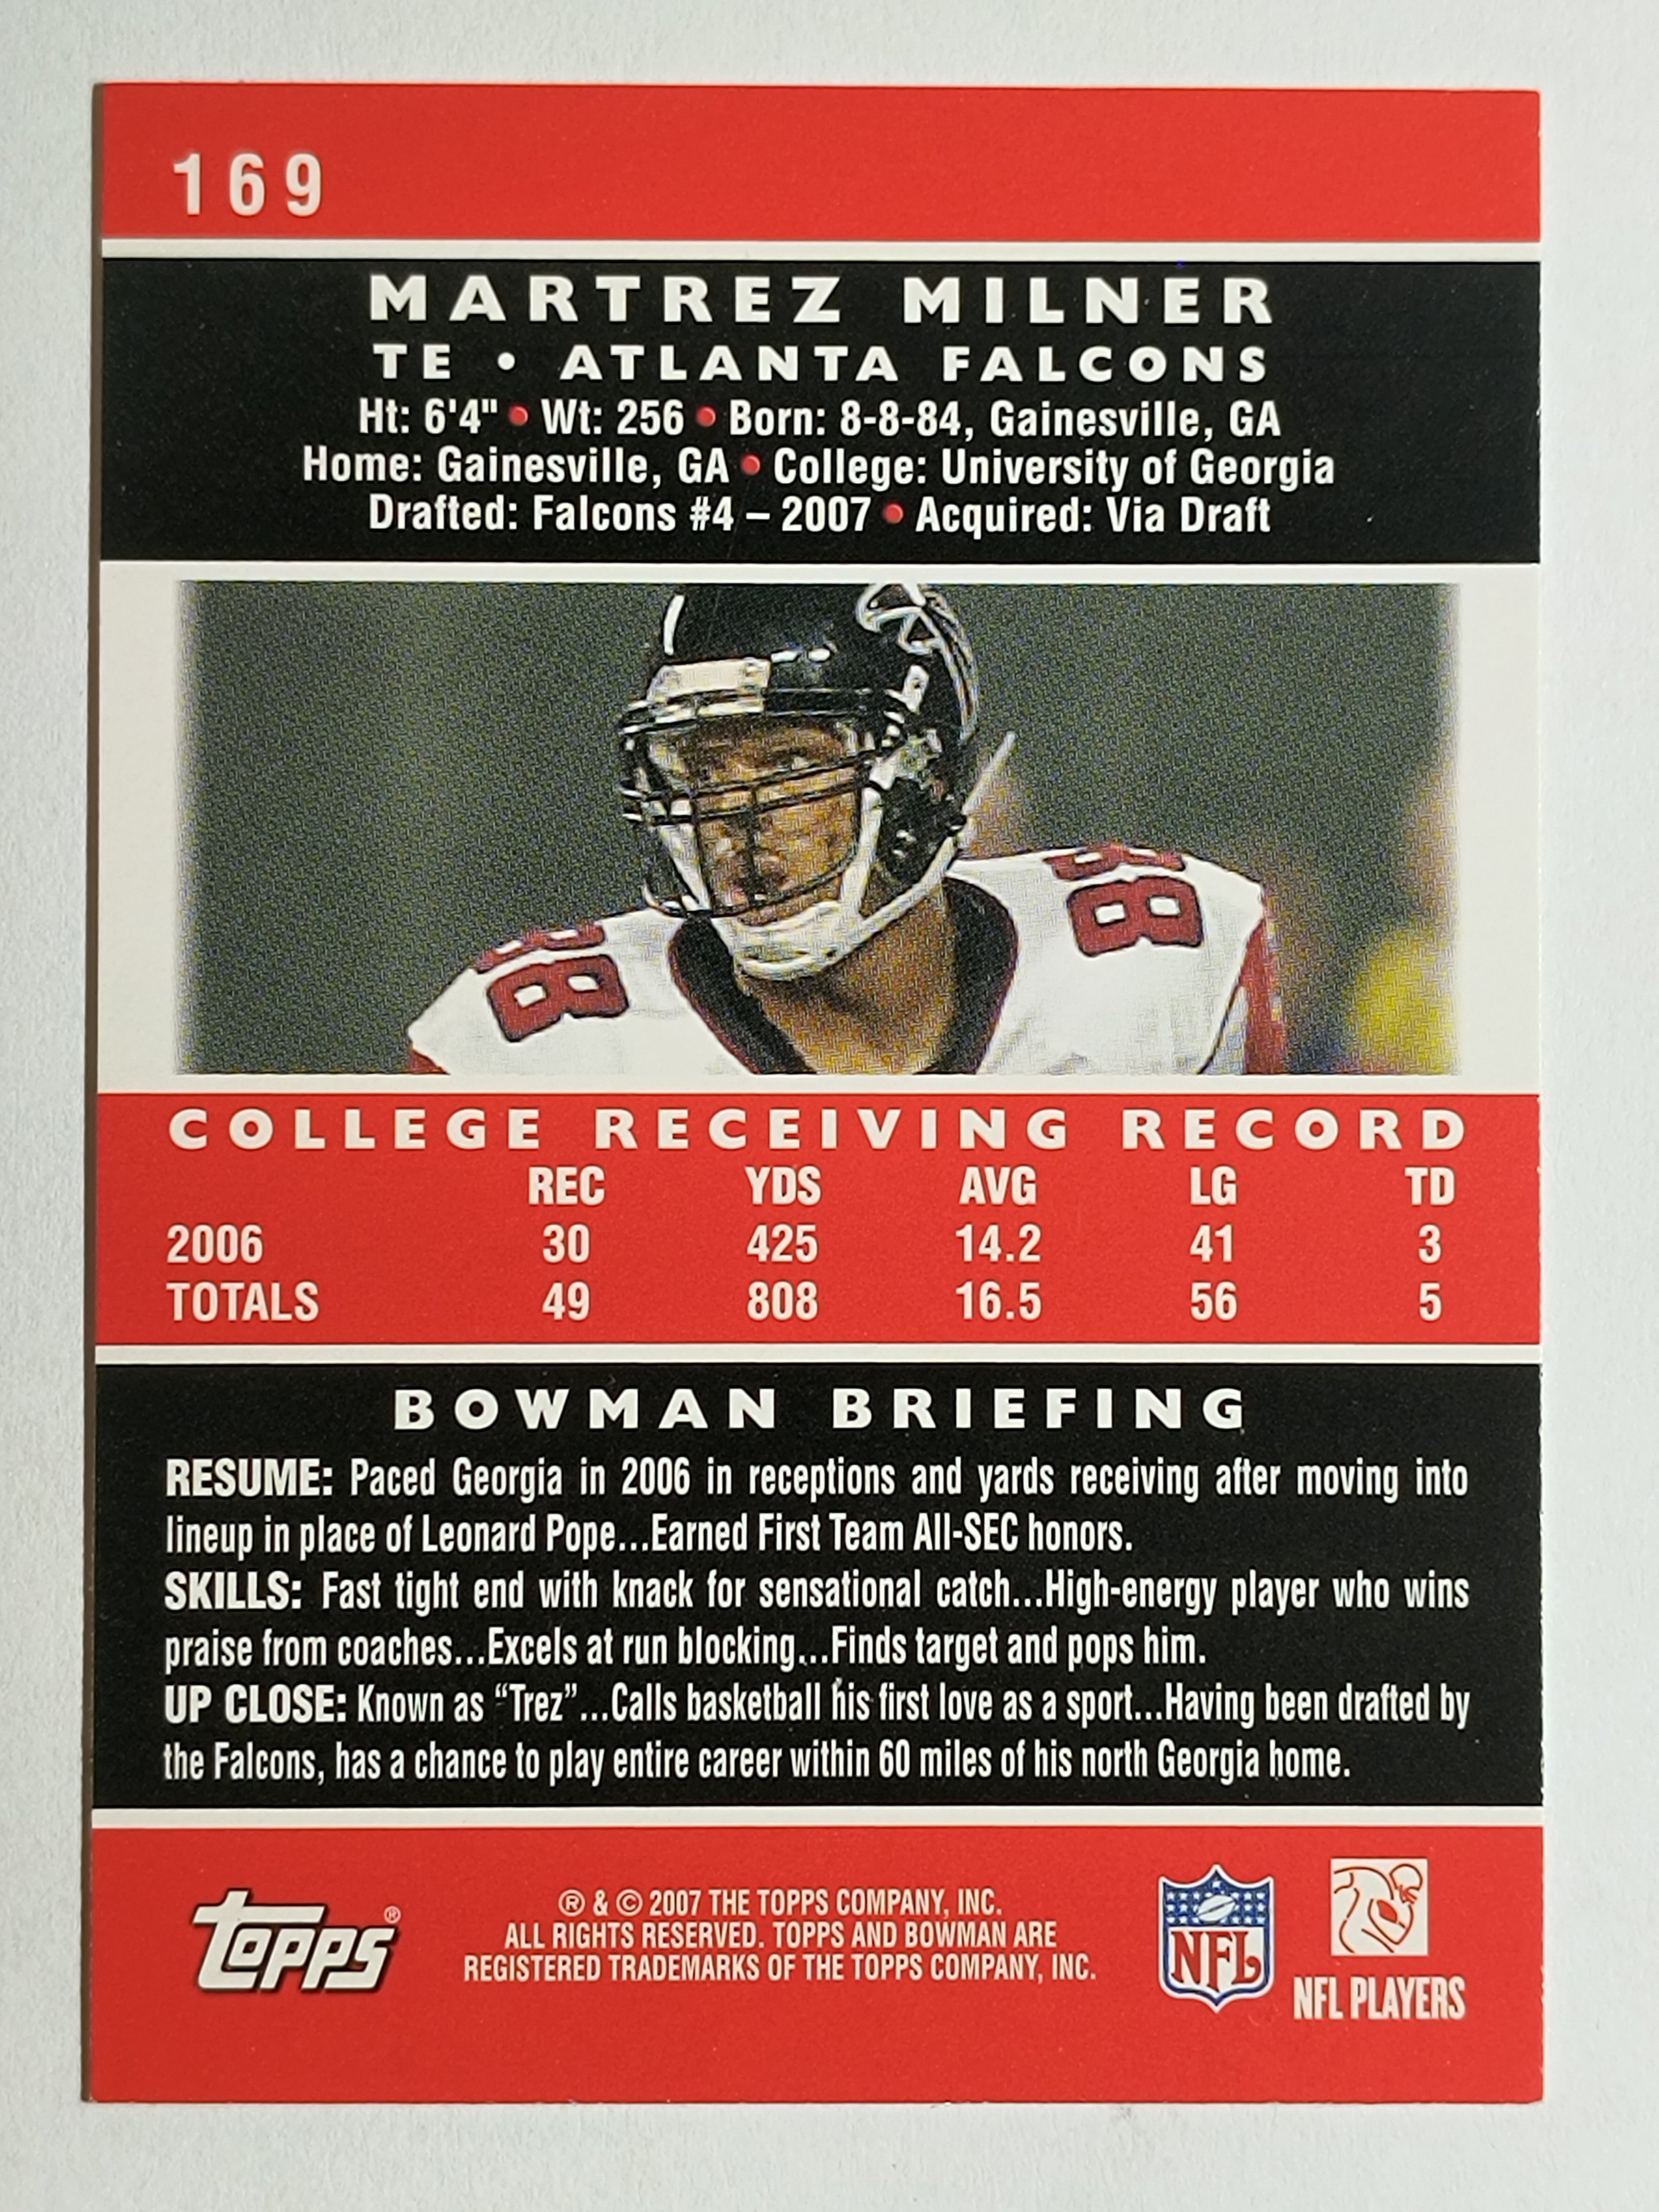 169
MARTREZ MILNER
TE • ATLANTA FALCONS
Ht: 6'4" • Wt: 256 • Born: 8-8-84, Gainesville, GA
Home: Gainesville, GA • College: University of Georgia
Drafted: Falcons #4 – 2007 • Acquired: Via Draft
88
88
COLLEGE RECEIVING RECORD
REC YDS AVG LG TD
2006 30 425 14.2 41 3
TOTALS 49 808 16.5 56 5
BOWMAN BRIEFING
RESUME: Paced Georgia in 2006 in receptions and yards receiving after moving into
lineup in place of Leonard Pope...Earned First Team All-SEC honors.
SKILLS: Fast tight end with knack for sensational catch...High-energy player who wins
praise from coaches...Excels at run blocking...Finds target and pops him.
UP CLOSE: Known as “Trez”...Calls basketball his first love as a sport...Having been drafted by
the Falcons, has a chance to play entire career within 60 miles of his north Georgia home.
Topps®
® & © 2007 THE TOPPS COMPANY, INC.
ALL RIGHTS RESERVED. TOPPS AND BOWMAN ARE
REGISTERED TRADEMARKS OF THE TOPPS COMPANY, INC.
NFL
NFL PLAYERS